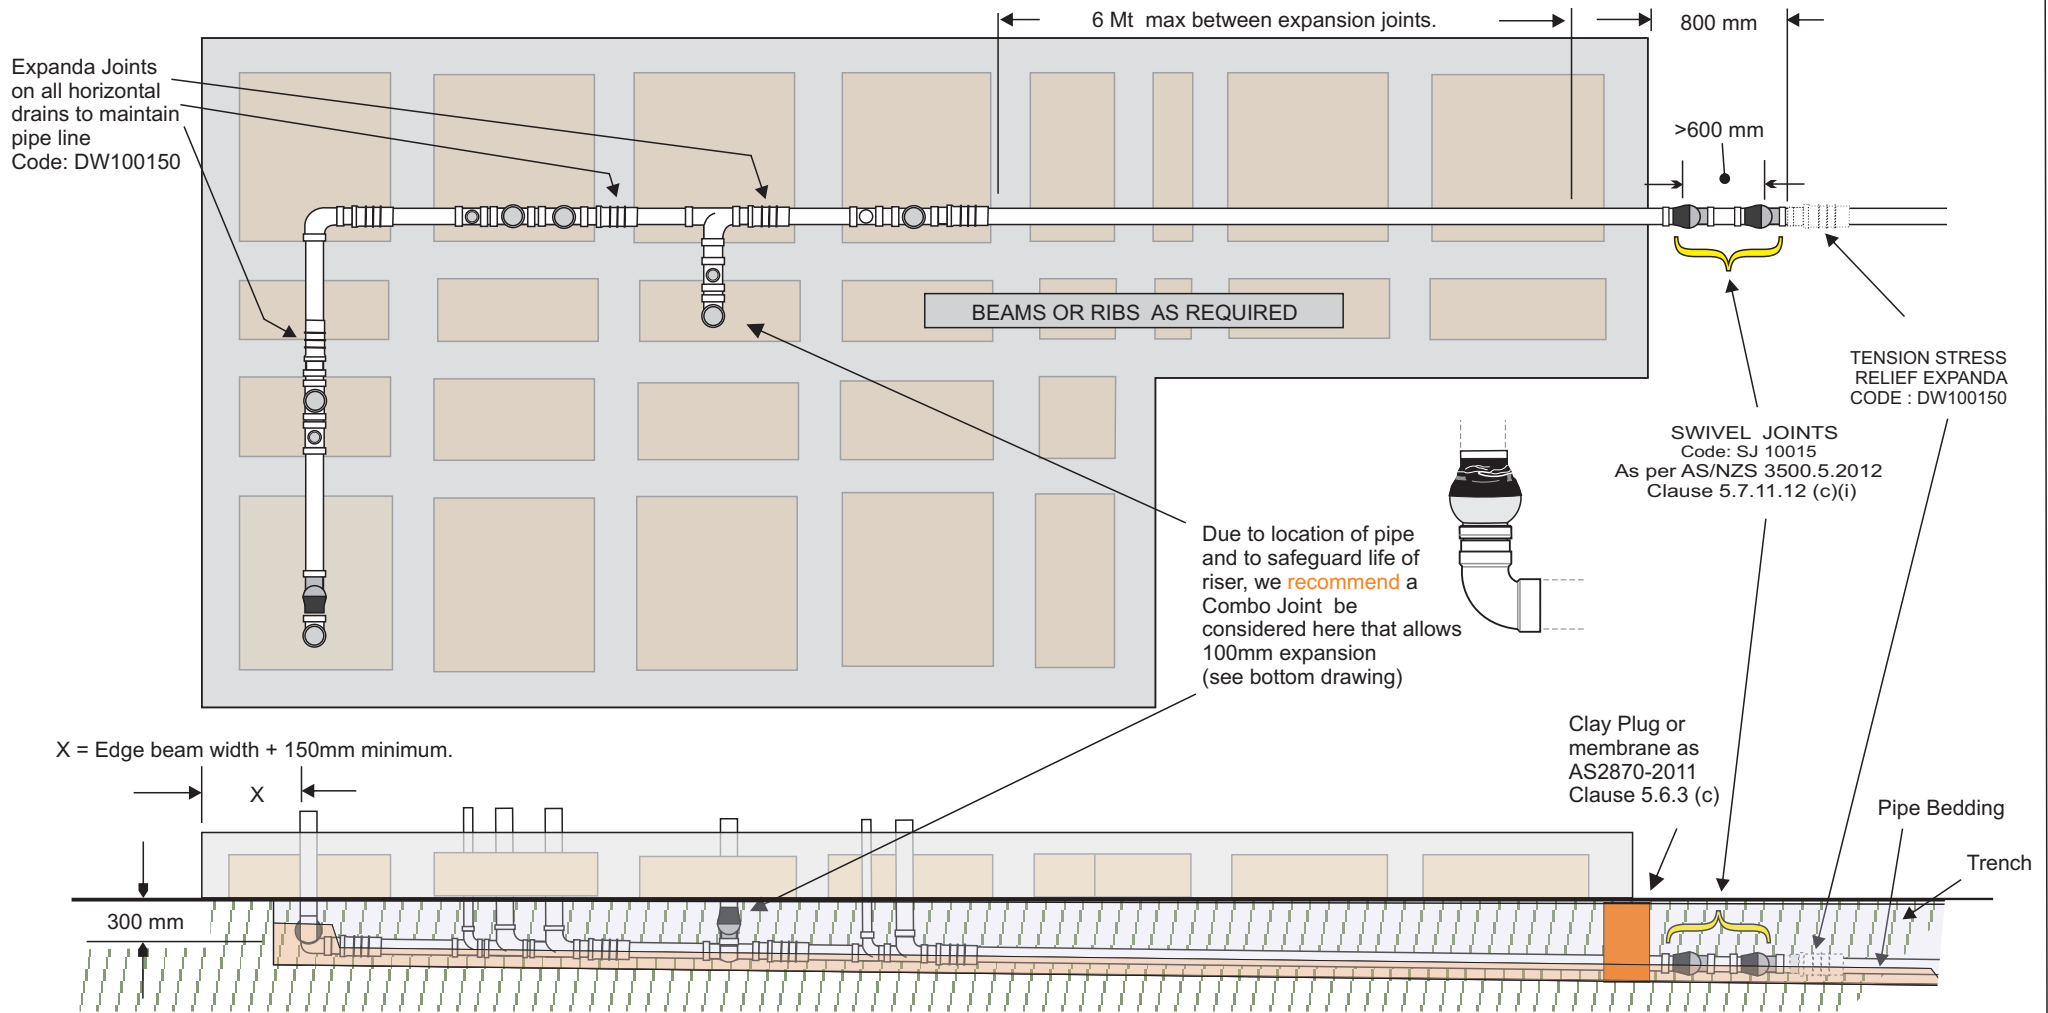 6 Mt max between expansion joints.
800 mm
Expanda Joints
on all horizontal
drains to maintain
pipe line
Code: DW100150
>600 mm
BEAMS OR RIBS AS REQUIRED
TENSION STRESS
RELIEF EXPANDA
CODE : DW100150
SWIVEL JOINTS
Code: SJ 10015
As per AS/NZS 3500.5.2012
Clause 5.7.11.12 (c)(i)
Due to location of pipe
and to safeguard life of
riser, we recommend a
Combo Joint be
considered here that allows
100mm expansion
(see bottom drawing)
X = Edge beam width + 150mm minimum.
X
Clay Plug or
membrane as
AS2870-2011
Clause 5.6.3 (c)
Pipe Bedding
Trench
300 mm